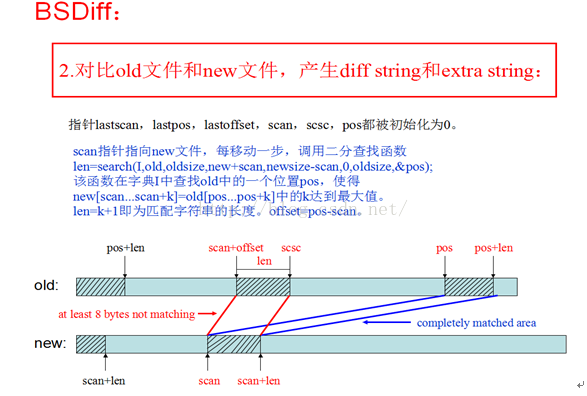 BSDiff:
2.对比old文件和new文件，产生diff string和extra string：
指针lastscan，lastpos，lastoffset，scan，scsc，pos都被初始化为0。
scan指针指向new文件，每移动一步，调用二分查找函数
len=search(I,old,oldsize,new+scan,newsize-scan,0,oldsize,&pos);
该函数在字典I中查找old中的一个位置pos，使得
new[scan...scan+k]=old[pos...pos+k]中的k达到最大值。
len=k+1即为匹配字符串的长度。offset=pos-scan。
pos+len scan+offset scsc pos pos+len
len
old:
at least 8 bytes not matching
completely matched area
new:
scan+len scan scan+len